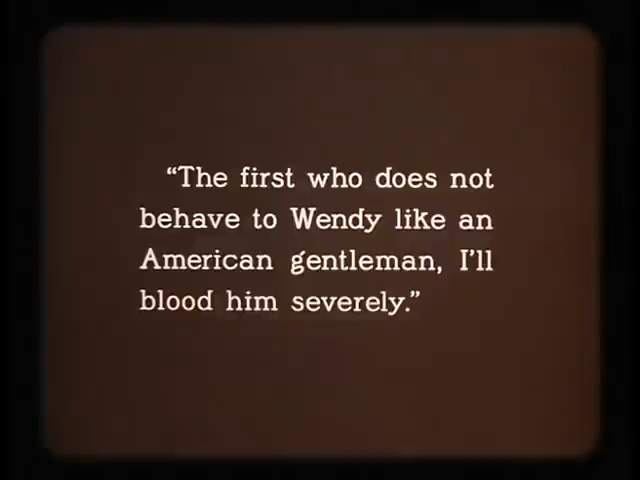 “The first who does not
behave to Wendy like an
American gentleman, I’ll
blood him severely.”